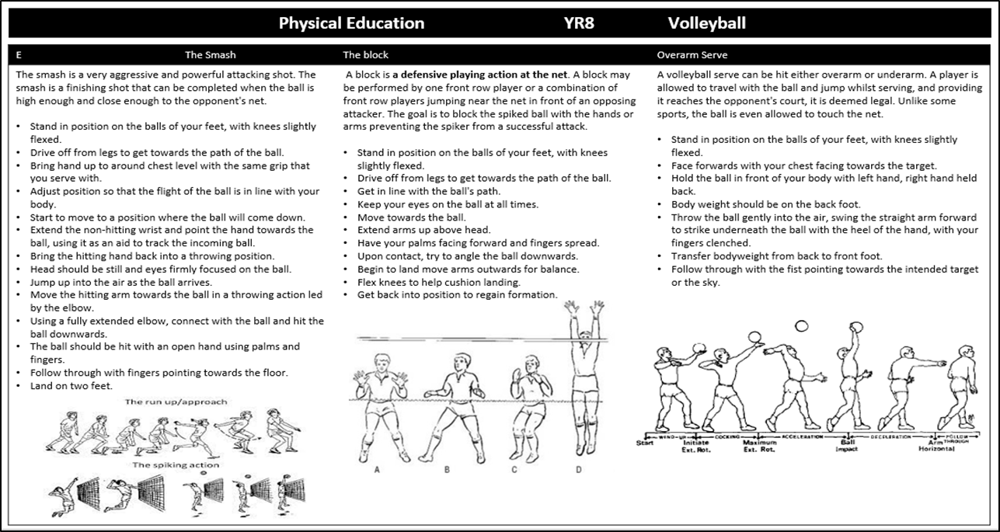 Physical Education YR8 Volleyball
E The Smash
The smash is a very aggressive and powerful attacking shot. The
smash is a finishing shot that can be completed when the ball is
high enough and close enough to the opponent's net.
• Stand in position on the balls of your feet, with knees slightly
flexed.
• Drive off from legs to get towards the path of the ball.
• Bring hand up to around chest level with the same grip that
you serve with.
• Adjust position so that the flight of the ball is in line with your
body.
• Start to move to a position where the ball will come down.
• Extend the non-hitting wrist and point the hand towards the
ball, using it as an aid to track the incoming ball.
• Bring the hitting hand back into a throwing position.
• Head should be still and eyes firmly focused on the ball.
• Jump up into the air as the ball arrives.
• Move the hitting arm towards the ball in a throwing action led
by the elbow.
• Using a fully extended elbow, connect with the ball and hit the
ball downwards.
• The ball should be hit with an open hand using palms and
fingers.
• Follow through with fingers pointing towards the floor.
• Land on two feet.
The run up/approach
The spiking action
The block
A block is a defensive playing action at the net. A block may
be performed by one front row player or a combination of
front row players jumping near the net in front of an opposing
attacker. The goal is to block the spiked ball with the hands or
arms preventing the spiker from a successful attack.
• Stand in position on the balls of your feet, with knees
slightly flexed.
• Drive off from legs to get towards the path of the ball.
• Get in line with the ball's path.
• Keep your eyes on the ball at all times.
• Move towards the ball.
• Extend arms up above head.
• Have your palms facing forward and fingers spread.
• Upon contact, try to angle the ball downwards.
• Begin to land move arms outwards for balance.
• Flex knees to help cushion landing.
• Get back into position to regain formation.
A B C D
Overarm Serve
A volleyball serve can be hit either overarm or underarm. A player is
allowed to travel with the ball and jump whilst serving, and providing
it reaches the opponent's court, it is deemed legal. Unlike some
sports, the ball is even allowed to touch the net.
• Stand in position on the balls of your feet, with knees slightly
flexed.
• Face forwards with your chest facing towards the target.
• Hold the ball in front of your body with left hand, right hand held
back.
• Body weight should be on the back foot.
• Throw the ball gently into the air, swing the straight arm forward
to strike underneath the ball with the heel of the hand, with your
fingers clenched.
• Transfer bodyweight from back to front foot.
• Follow through with the fist pointing towards the intended target
or the sky.
WIND-UP COCKING ACCELERATION DECELERATION FOLLOW THROUGH
Start Initiate Ext. Rot. Maximum Ext. Rot. Ball Impact Arm Horizontal